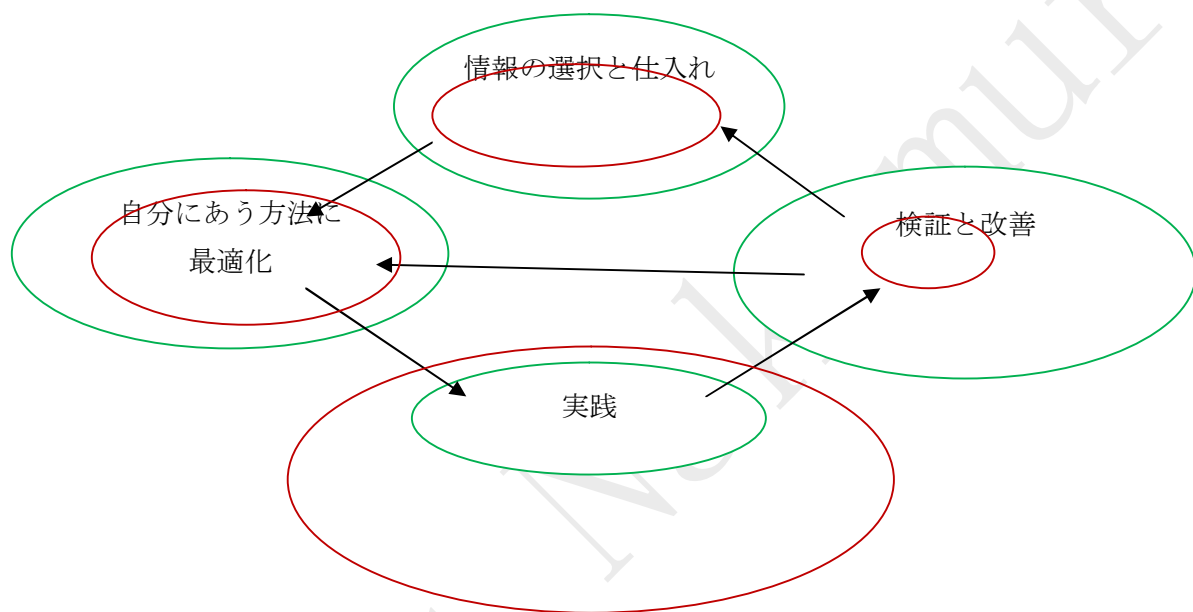 情報の選択と仕入れ
自分にあう方法に
最適化
検証と改善
実践